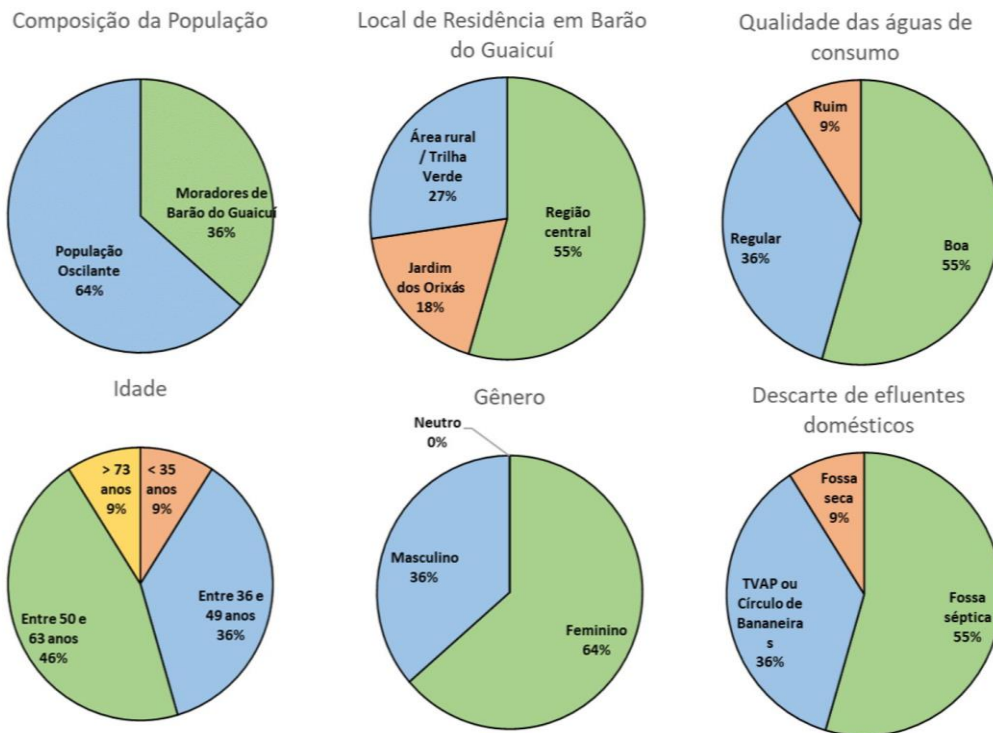 Composição da População
População
Oscilante
64%
Moradores de
Barão do Guaicuí
36%
Local de Residência em Barão
do Guaicuí
Área rural
/ Trilha
Verde
27%
Região
central
55%
Jardim
dos Orixás
18%
Qualidade das águas de
consumo
Ruim
9%
Regular
36%
Boa
55%
Idade
> 73
anos
9%
< 35
anos
9%
Entre 50 e
63 anos
46%
Entre 36 e
49 anos
36%
Gênero
Neutro
0%
Masculino
36%
Feminino
64%
Descarte de efluentes
domésticos
Fossa
seca
9%
TVAP ou
Círculo de
Bananeira
s
36%
Fossa
séptica
55%